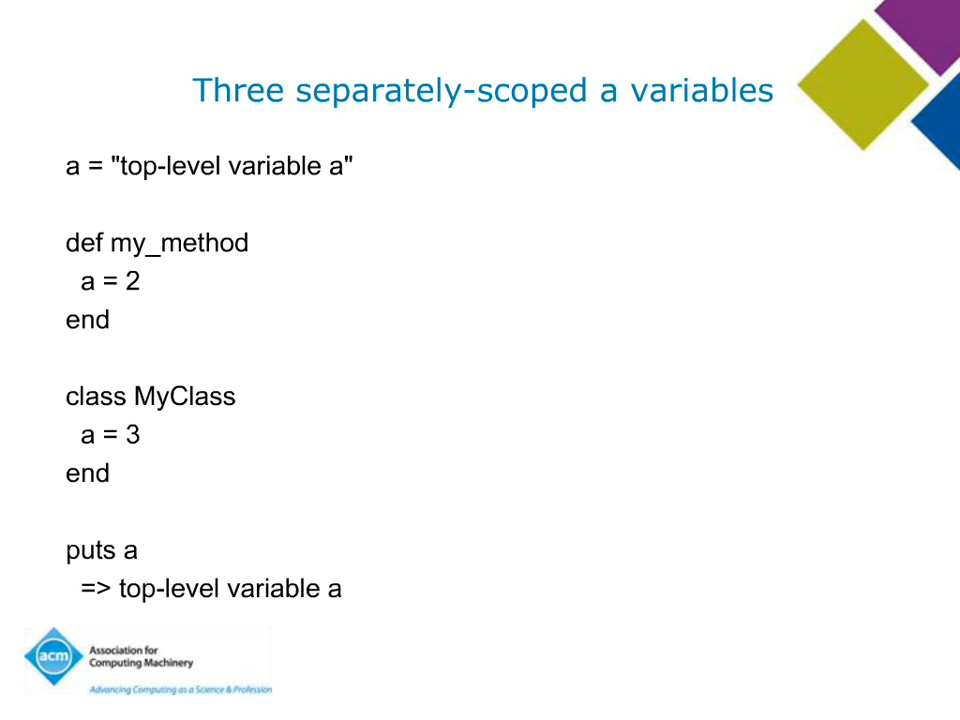 Three separately-scoped a variables
a = "top-level variable a"
def my_method
a = 2
end
class MyClass
a = 3
end
puts a
=> top-level variable a
acm
Association for
Computing Machinery
Advancing Computing as a Science & Profession